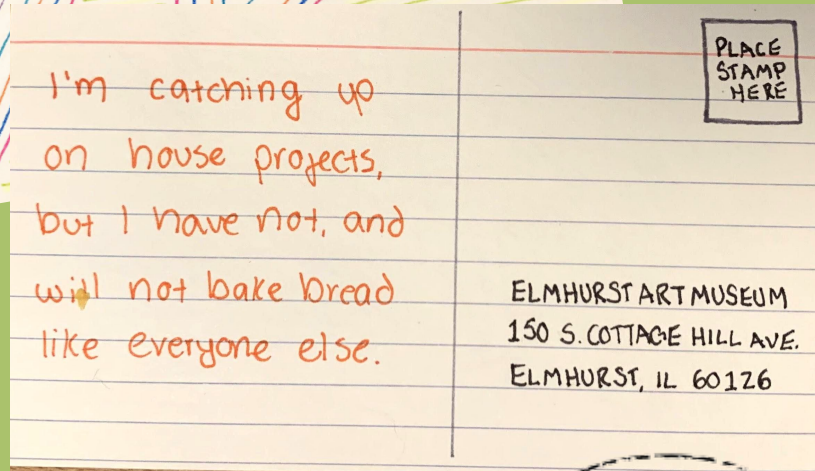 I'm catching up
on house projects,
but I have not, and
will not bake bread
like everyone else.
PLACE
STAMP
HERE
ELMHURST ART MUSEUM
150 S. COTTAGE HILL AVE.
ELMHURST, IL 60126